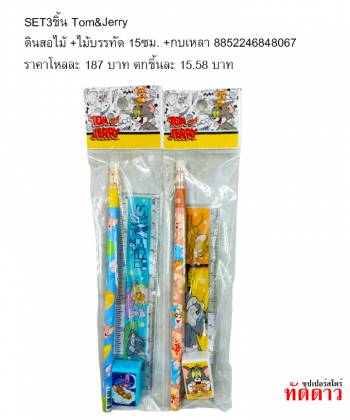 SET3ชิ้น Tom&Jerry
ดินสอไม้ +ไม้บรรทัด 15ซม. +กบเหลา 8852246848067
ราคาโหลละ 187 บาท ตกชิ้นละ 15.58 บาท
TOM and JERRY
TOM and JERRY
ซุปเปอร์สโตร์
ทัดดาว